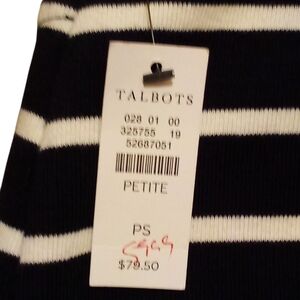 TALBOTS
028 01 00
325755 19
52687051
PETITE
PS
$79.50